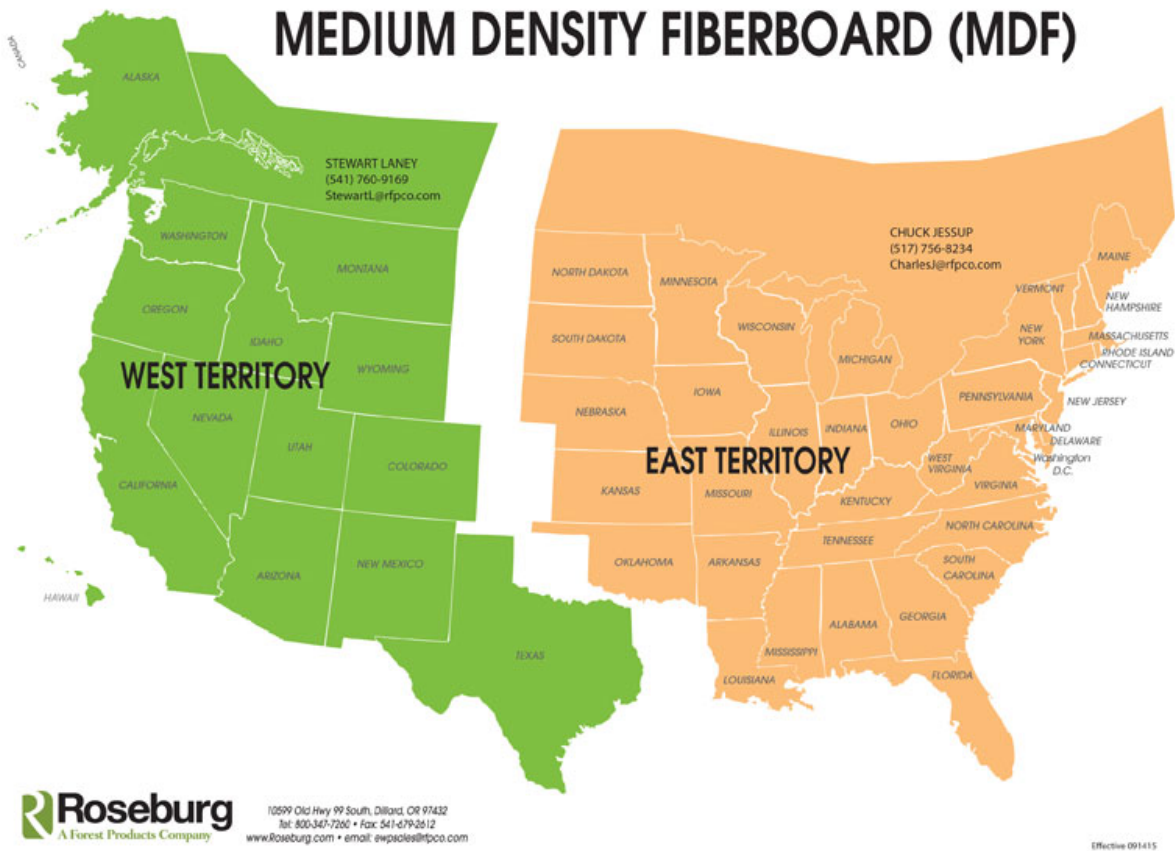 MEDIUM DENSITY FIBERBOARD (MDF)
CANADA
ALASKA
STEWART LANEY
(541) 760-9169
StewartL@rfpco.com
CHUCK JESSUP
(517) 756-8234
CharlesJ@rfpco.com
WASHINGTON
MONTANA
OREGON
IDAHO
WYOMING
WEST TERRITORY
NEVADA
UTAH
COLORADO
CALIFORNIA
ARIZONA
NEW MEXICO
HAWAII
TEXAS
NORTH DAKOTA
MINNESOTA
SOUTH DAKOTA
WISCONSIN
MICHIGAN
NEBRASKA
IOWA
ILLINOIS
INDIANA
OHIO
EAST TERRITORY
KANSAS
MISSOURI
KENTUCKY
WEST
VIRGINIA
VIRGINIA
PENNSYLVANIA
NEW
YORK
VERMONT
MAINE
NEW
HAMPSHIRE
MASSACHUSETTS
RHODE ISLAND
CONNECTICUT
NEW JERSEY
MARYLAND
DELAWARE
Washington
D.C.
OKLAHOMA
ARKANSAS
TENNESSEE
NORTH CAROLINA
SOUTH
CAROLINA
MISSISSIPPI
ALABAMA
GEORGIA
LOUISIANA
FLORIDA
Roseburg
A Forest Products Company
10599 Old Hwy 99 South, Dillard, OR 97432
Tel: 800-347-7260 • Fax: 541-679-2612
www.Roseburg.com • email: ewpsales@rfpco.com
Effective 091415